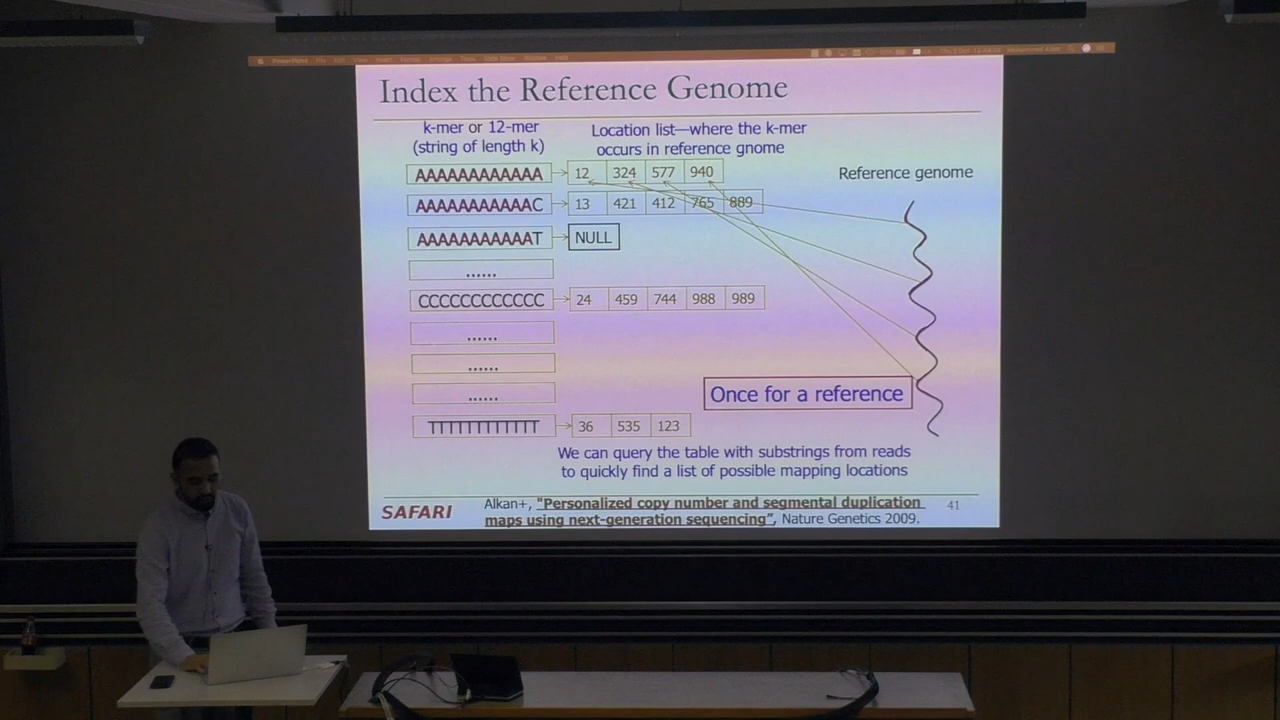 PowerPoint
Index the Reference Genome
k-mer or 12-mer
(string of length k)
Location list—where the k-mer
occurs in reference gnome
Reference genome
AAAAAAAAAAAA 12 324 577 940
AAAAAAAAAAAC 13 421 412 765 889
AAAAAAAAAAAT NULL
......
CCCCCCCCCCCC 24 459 744 988 989
......
......
......
TTTTTTTTTTTT 36 535 123
Once for a reference
We can query the table with substrings from reads
to quickly find a list of possible mapping locations
SAFARI
Alkan+, "Personalized copy number and segmental duplication
maps using next-generation sequencing", Nature Genetics 2009.
41